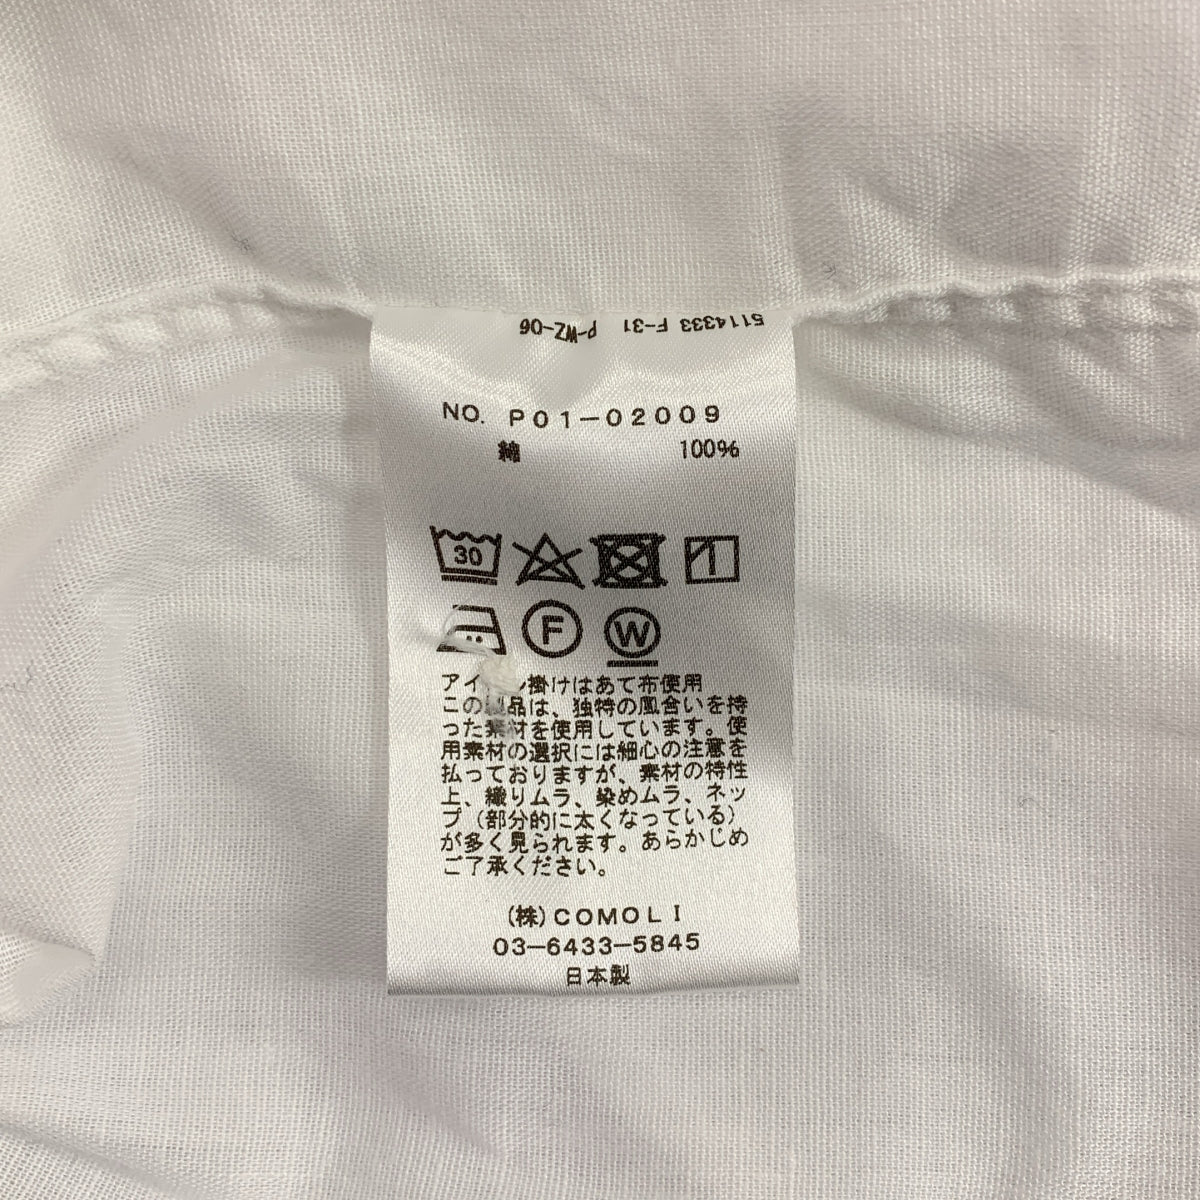 5114333 F-31 P-WZ-06
NO. P01-02009
綿 100%
30
F W
アイ 掛けはあて布使用
この製品は、独特の風合いを持
った素材を使用しています。使
用素材の選択には細心の注意を
払っておりますが、素材の特性
上、織りムラ、染めムラ、ネッ
プ(部分的に太くなっている)
が多く見られます。あらかじめ
ご了承ください。
(株)COMOLI
03-6433-5845
日本製